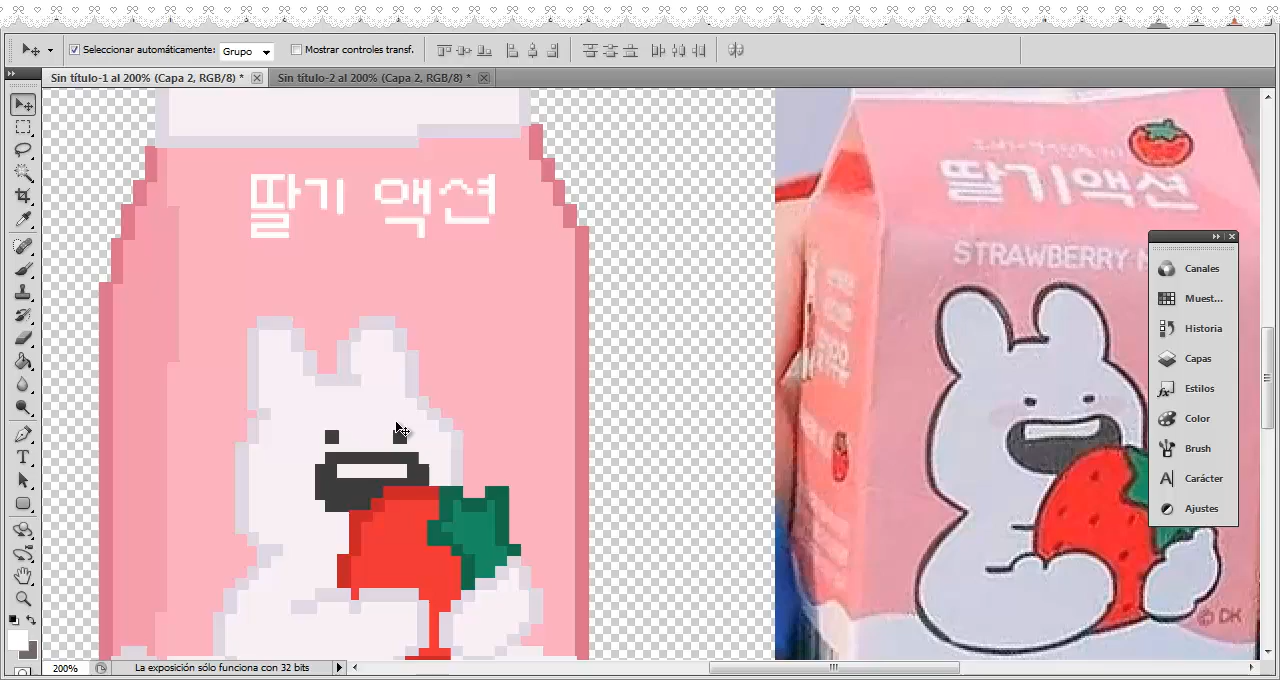 Seleccionar automáticamente: Grupo Mostrar controles transf.
Sin título-1 al 200% (Capa 2, RGB/8) * Sin título-2 al 200% (Capa 2, RGB/8) *
딸기 액션
딸기액션
STRAWBERRY
Canales
Muest...
Historia
Capas
Estilos
Color
Brush
Carácter
Ajustes
© DK
200% La exposición sólo funciona con 32